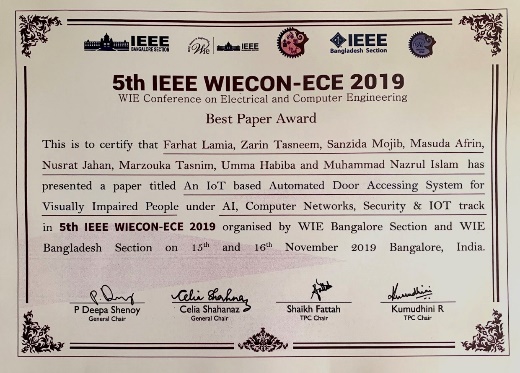 IEEE
BANGALORE SECTION
IEEE
IEEE
Bangladesh Section
5th IEEE WIECON-ECE 2019
WIE Conference on Electrical and Computer Engineering
Best Paper Award
This is to certify that Farhat Lamia, Zarin Tasneem, Sanzida Mojib, Masuda Afrin,
Nusrat Jahan, Marzouka Tasnim, Umma Habiba and Muhammad Nazrul Islam has
presented a paper titled An IoT based Automated Door Accessing System for
Visually Impaired People under AI, Computer Networks, Security & IOT track
in 5th IEEE WIECON-ECE 2019 organised by WIE Bangalore Section and WIE
Bangladesh Section on 15th and 16th November 2019 Bangalore, India.
Celia Shahanaz
Kumudhini
P Deepa Shenoy
General Chair
Celia Shahanaz
General Chair
Shaikh Fattah
TPC Chair
Kumudhini R
TPC Chair